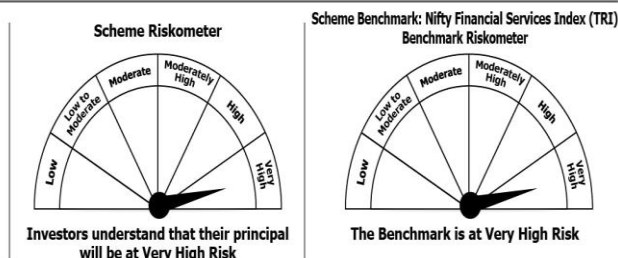 Scheme Riskometer
Low
Low to
Moderate
Moderate
Moderately
High
High
Very
High
Investors understand that their principal
will be at Very High Risk
Scheme Benchmark: Nifty Financial Services Index (TRI)
Benchmark Riskometer
Low
Low to
Moderate
Moderate
Moderately
High
High
Very
High
The Benchmark is at Very High Risk